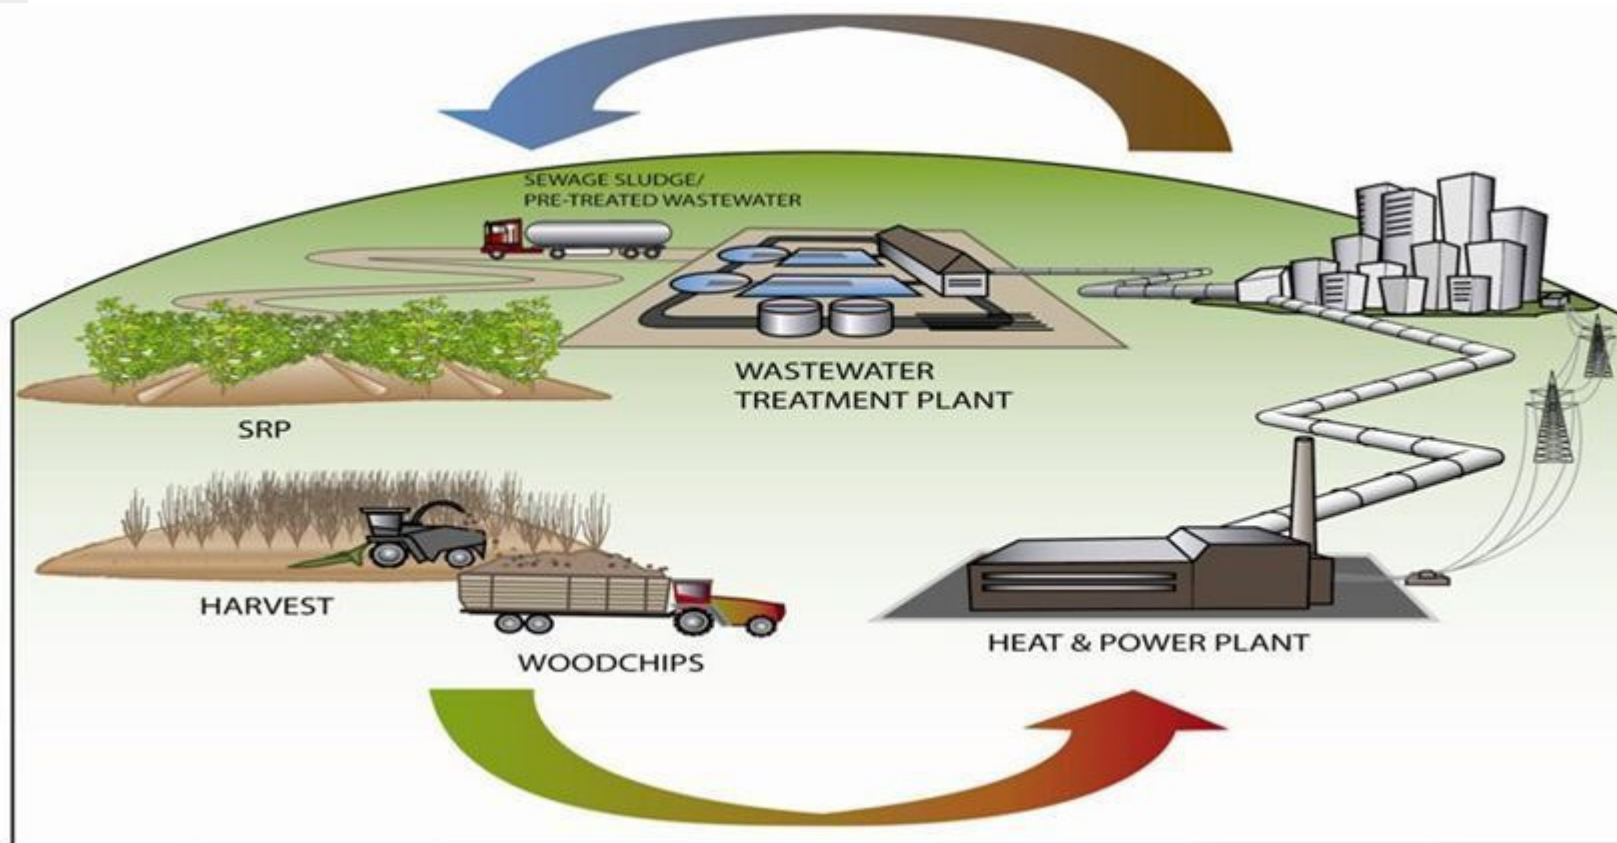 SEWAGE SLUDGE/
PRE-TREATED WASTEWATER
WASTEWATER
TREATMENT PLANT
SRP
HARVEST
WOODCHIPS
HEAT & POWER PLANT